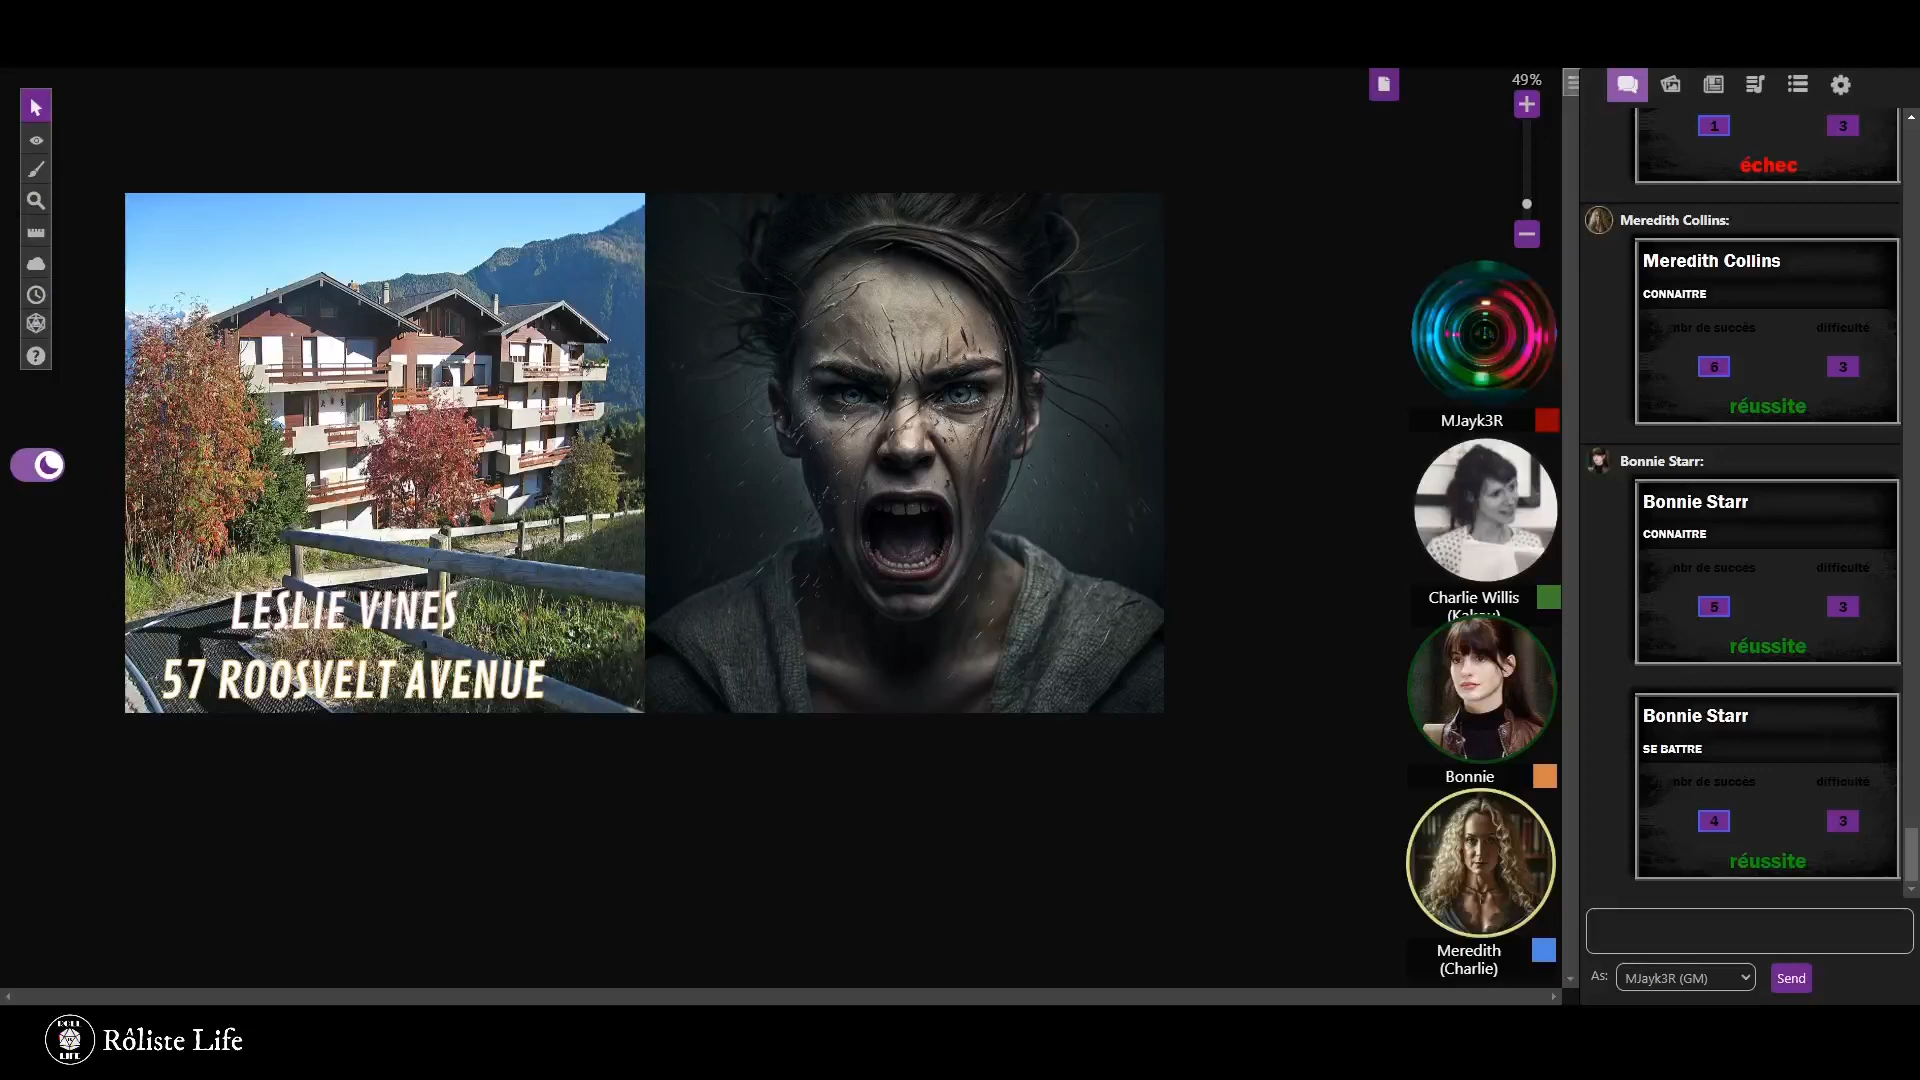 49%
1 3
échec
Meredith Collins:
Meredith Collins
CONNAITRE
nbr de succès difficulté
6 3
réussite
Bonnie Starr:
Bonnie Starr
CONNAITRE
nbr de succès difficulté
5 3
réussite
Bonnie Starr
SE BATTRE
nbr de succès difficulté
4 3
réussite
As: MJayk3R (GM) Send
LESLIE VINES
57 ROOSVELT AVENUE
MJayk3R
Charlie Willis
Bonnie
Meredith
(Charlie)
ROLL
LIFE
Rôliste Life